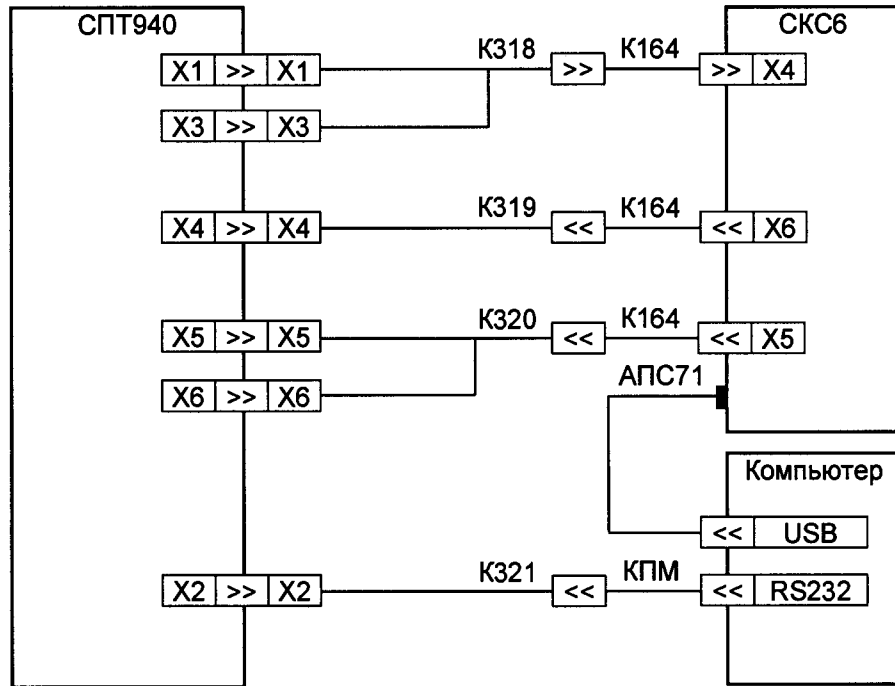 СПТ940 СКС6
К318 К164
X1 >> X1 >> >> X4
X3 >> X3
К319 К164
X4 >> X4 << << X6
К320 К164
X5 >> X5 << << X5
АПС71
X6 >> X6
Компьютер
<< USB
К321 КПМ
X2 >> X2 << << RS232